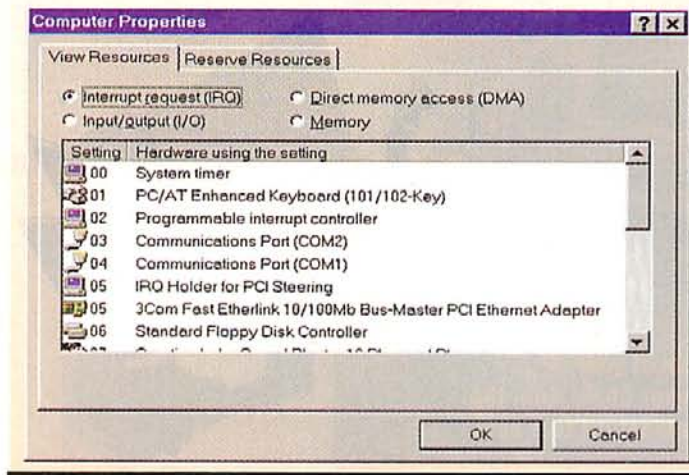 Computer Properties
View Resources
Reserve Resources
Interrupt request (IRQ)
Direct memory access (DMA)
Input/output (I/O)
Memory
Setting Hardware using the setting
00 System timer
01 PC/AT Enhanced Keyboard (101/102-Key)
02 Programmable interrupt controller
03 Communications Port (COM2)
04 Communications Port (COM1)
05 IRQ Holder for PCI Steering
05 3Com Fast Etherlink 10/100Mb Bus-Master PCI Ethernet Adapter
06 Standard Floppy Disk Controller
OK
Cancel